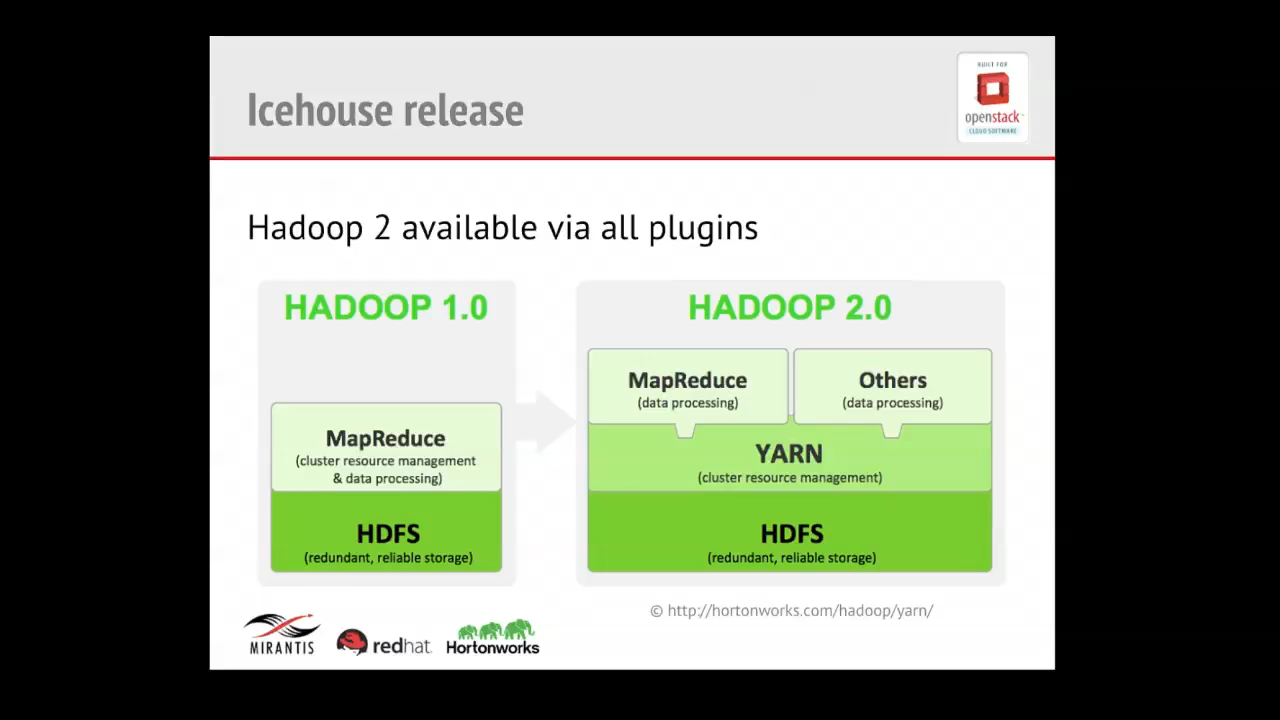 Icehouse release
BUILT FOR
openstack
CLOUD SOFTWARE
Hadoop 2 available via all plugins
HADOOP 1.0
MapReduce
(cluster resource management
& data processing)
HDFS
(redundant, reliable storage)
HADOOP 2.0
MapReduce
(data processing)
Others
(data processing)
YARN
(cluster resource management)
HDFS
(redundant, reliable storage)
© http://hortonworks.com/hadoop/yarn/
MIRANTIS
redhat.
Hortonworks